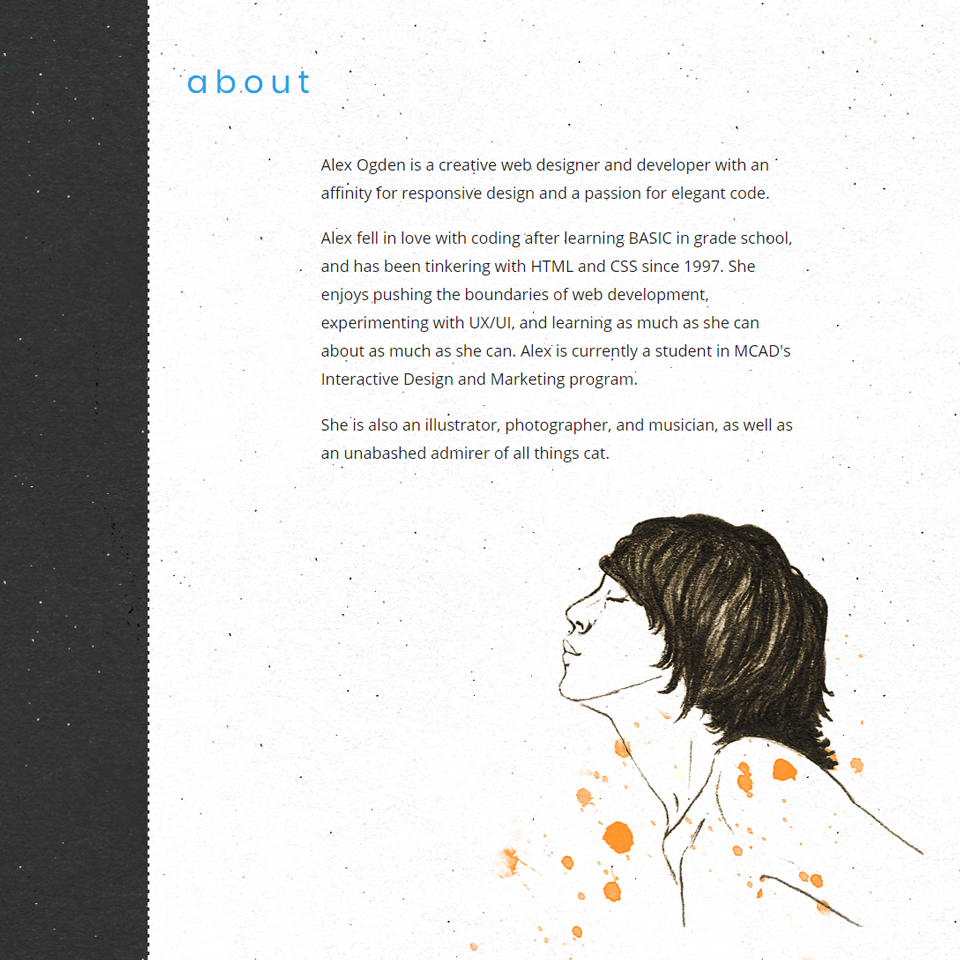 about
Alex Ogden is a creative web designer and developer with an
affinity for responsive design and a passion for elegant code.
Alex fell in love with coding after learning BASIC in grade school,
and has been tinkering with HTML and CSS since 1997. She
enjoys pushing the boundaries of web development,
experimenting with UX/UI, and learning as much as she can
about as much as she can. Alex is currently a student in MCAD's
Interactive Design and Marketing program.
She is also an illustrator, photographer, and musician, as well as
an unabashed admirer of all things cat.